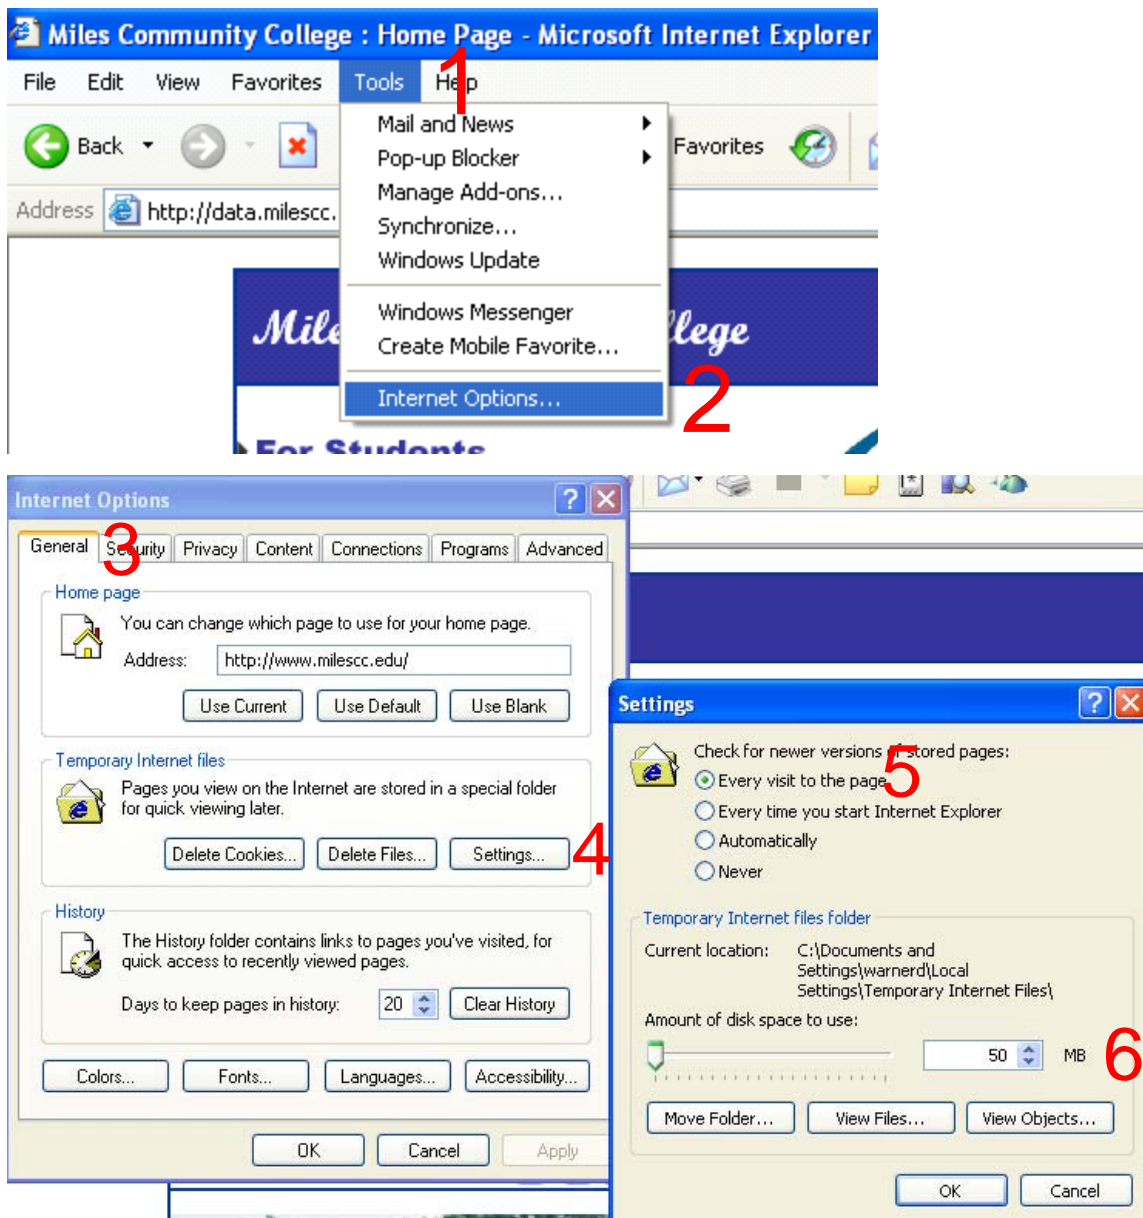 Miles Community College : Home Page - Microsoft Internet Explorer
File Edit View Favorites Tools Help
1
Back Favorites
Mail and News
Pop-up Blocker
Manage Add-ons...
Synchronize...
Windows Update
Windows Messenger
Create Mobile Favorite...
Internet Options...
2
Address http://data.milescc.
Mile llege
For Students
Internet Options
3
General Security Privacy Content Connections Programs Advanced
Home page
You can change which page to use for your home page.
Address: http://www.milescc.edu/
Use Current Use Default Use Blank
Temporary Internet files
Pages you view on the Internet are stored in a special folder
for quick viewing later.
Delete Cookies... Delete Files... Settings...
4
History
The History folder contains links to pages you've visited, for
quick access to recently viewed pages.
Days to keep pages in history: 20 Clear History
Colors... Fonts... Languages... Accessibility...
OK Cancel Apply
Settings
Check for newer versions of stored pages:
5
Every visit to the page
Every time you start Internet Explorer
Automatically
Never
Temporary Internet files folder
Current location: C:\Documents and
Settings\warnerd\Local
Settings\Temporary Internet Files\
Amount of disk space to use:
50 MB
6
Move Folder... View Files... View Objects...
OK Cancel